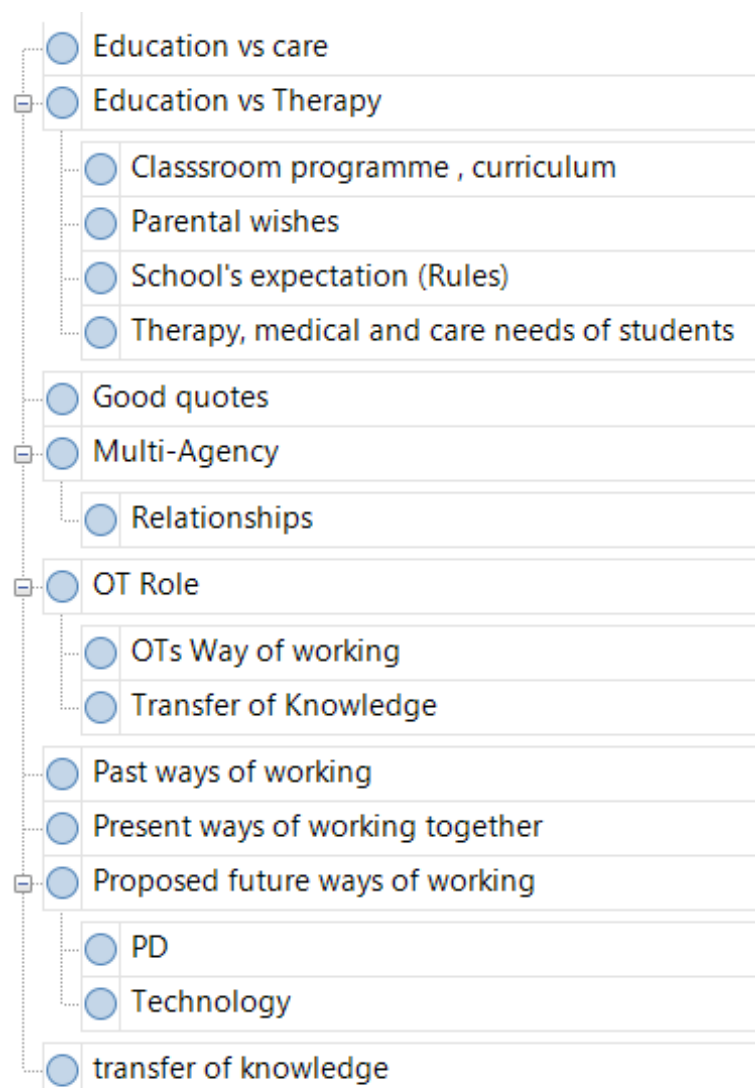 Education vs care
Education vs Therapy
Classsroom programme , curriculum
Parental wishes
School's expectation (Rules)
Therapy, medical and care needs of students
Good quotes
Multi-Agency
Relationships
OT Role
OTs Way of working
Transfer of Knowledge
Past ways of working
Present ways of working together
Proposed future ways of working
PD
Technology
transfer of knowledge